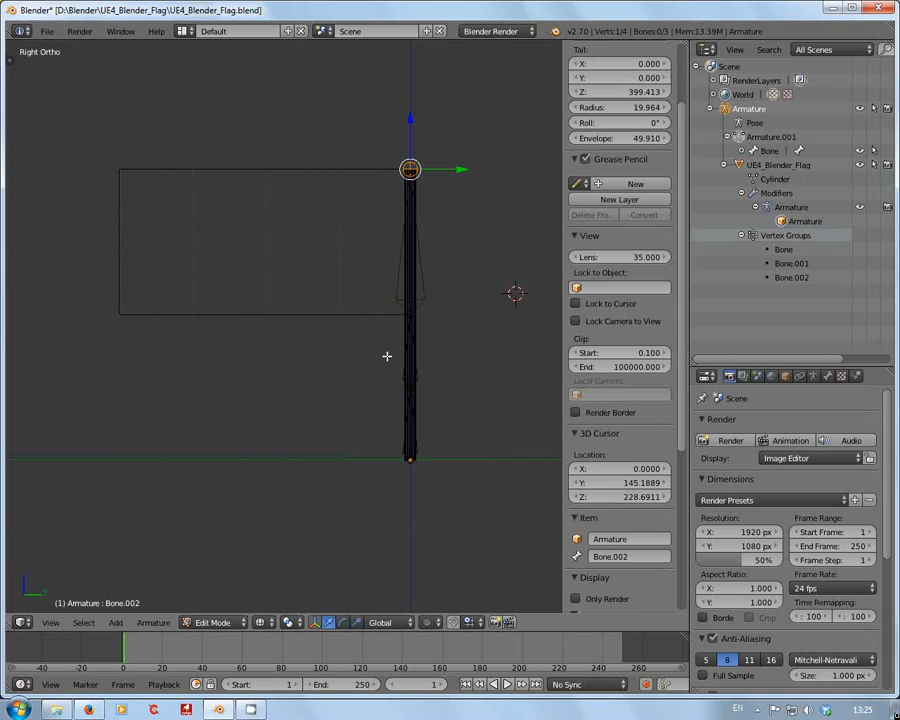 Blender* [D:\Blender\UE4_Blender_Flag\UE4_Blender_Flag.blend]
File Render Window Help Default Scene Blender Render v2.70 | Verts:1/4 | Bones:0/3 | Mem:13.39M | Armature
View Search All Scenes
Right Ortho
Tail:
X: 0.000
Y: 0.000
Z: 399.413
Radius: 19.964
Roll: 0°
Envelope: 49.910
Grease Pencil
New
New Layer
Delete Fra... Convert
View
Lens: 35.000
Lock to Object:
Lock to Cursor
Lock Camera to View
Clip:
Start: 0.100
End: 100000.000
Local Camera:
Render Border
3D Cursor
Location:
X: 0.0000
Y: 145.1889
Z: 228.6911
Item
Armature
Bone.002
Display
Only Render
Scene
RenderLayers
World
Armature
Pose
Armature.001
Bone
UE4_Blender_Flag
Cylinder
Modifiers
Armature
Armature
Vertex Groups
Bone
Bone.001
Bone.002
Scene
Render
Render Animation Audio
Display: Image Editor
Dimensions
Render Presets
Resolution: Frame Range:
X: 1920 px Start Frame: 1
Y: 1080 px End Frame: 250
50% Frame Step: 1
Aspect Ratio: Frame Rate:
X: 1.000 24 fps
Y: 1.000 Time Remapping:
Borde Crop : 100 : 100
Anti-Aliasing
5 8 11 16 Mitchell-Netravali
Full Sample Size: 1.000 px
(1) Armature : Bone.002
View Select Add Armature Edit Mode Global
-40 -20 0 20 40 60 80 100 120 140 160 180 200 220 240 260
View Marker Frame Playback Start: 1 End: 250 1 No Sync
EN 13:25